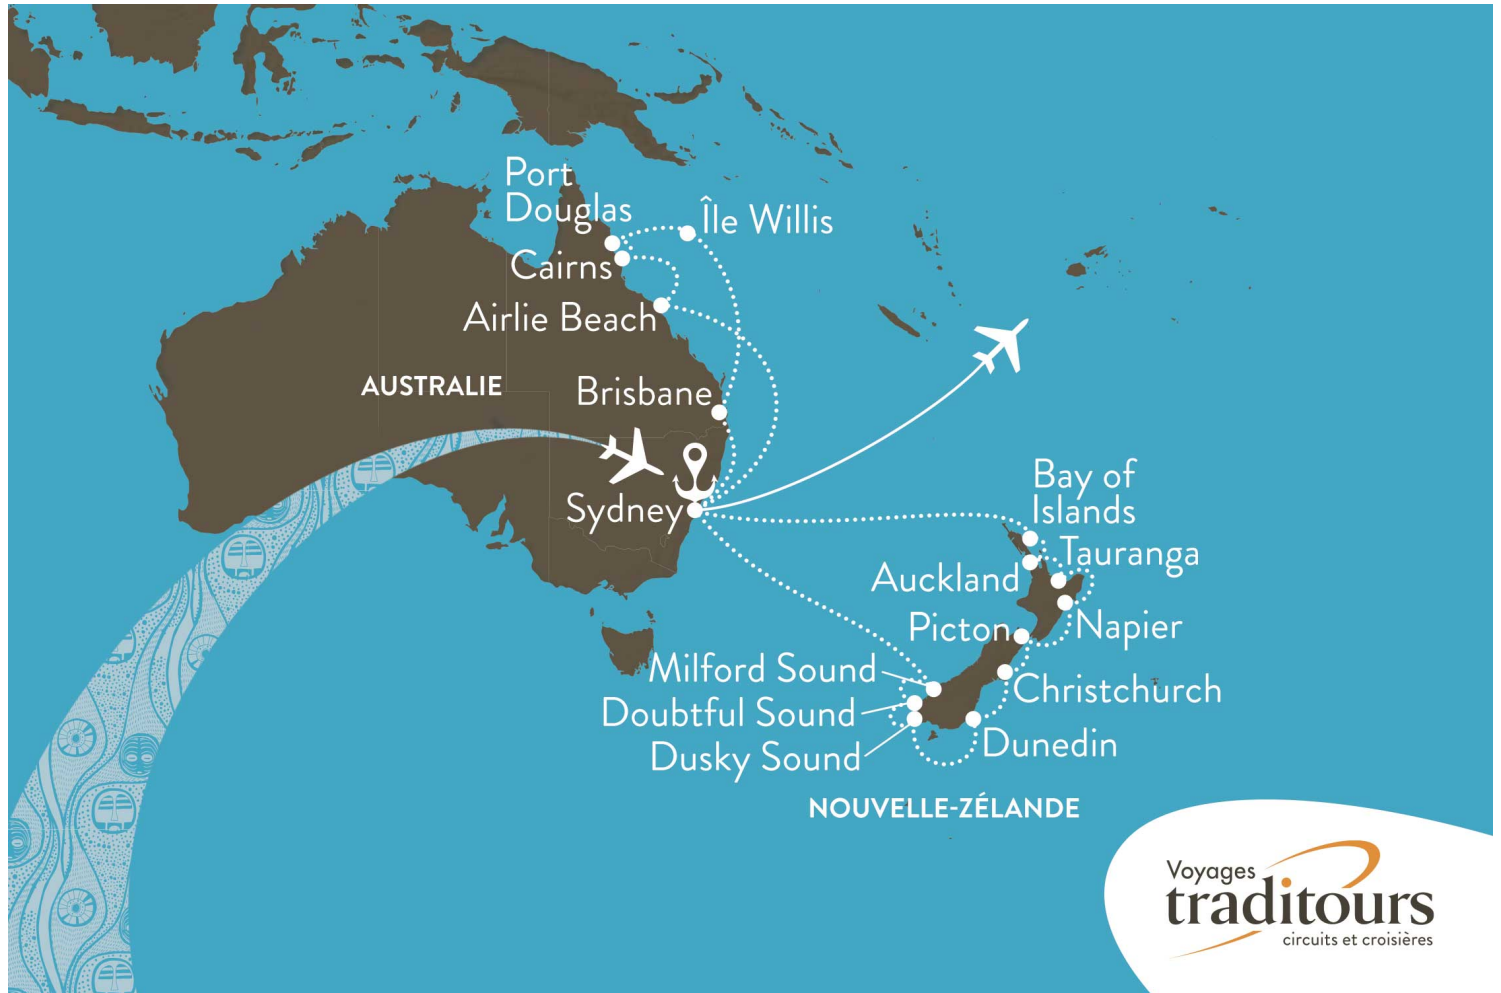 Port
Douglas
Île Willis
Cairns
Airlie Beach
AUSTRALIE
Brisbane
Sydney
Bay of
Islands
Tauranga
Auckland
Picton
Napier
Milford Sound
Christchurch
Doubtful Sound
Dunedin
Dusky Sound
NOUVELLE-ZÉLANDE
Voyages
traditours
circuits et croisières